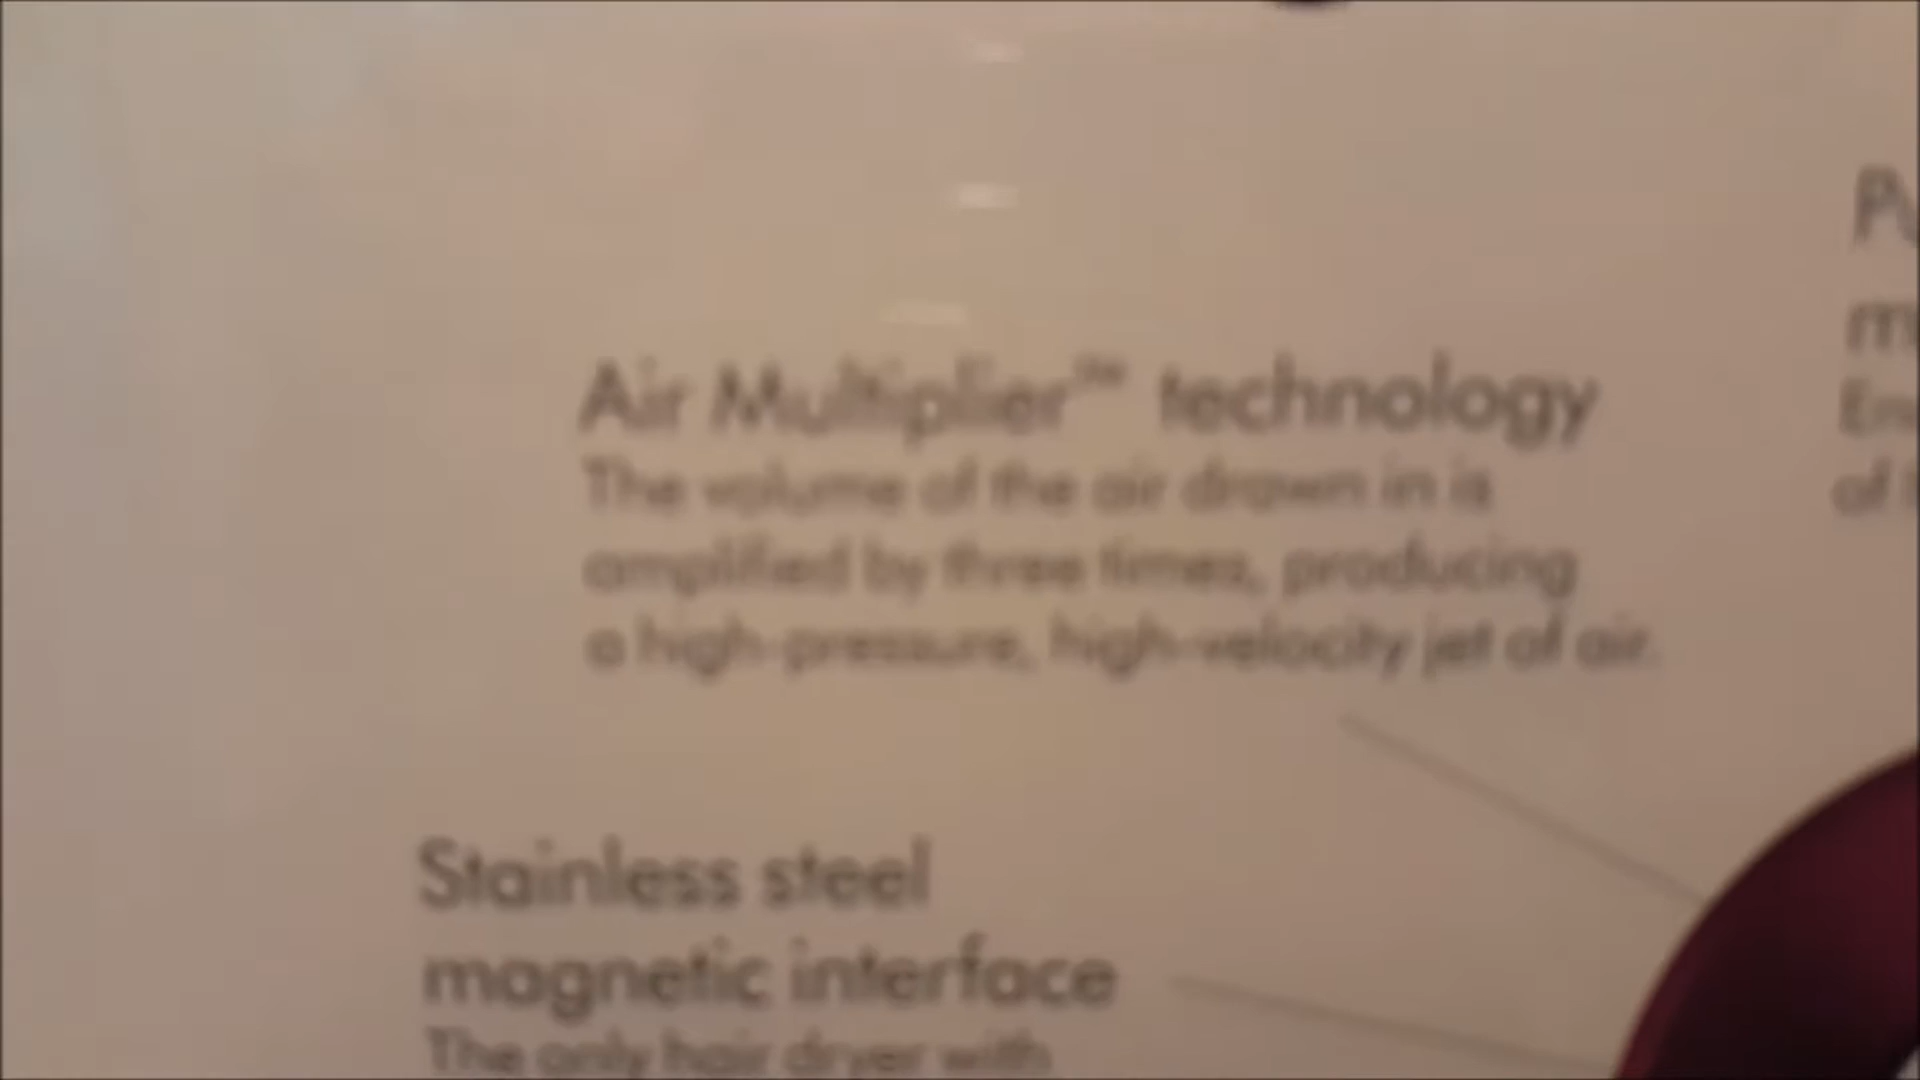 Air Multiplier™ technology
The volume of the air drawn in is
amplified by three times, producing
a high-pressure, high-velocity jet of air.
Stainless steel
magnetic interface
The only hair dryer with
of